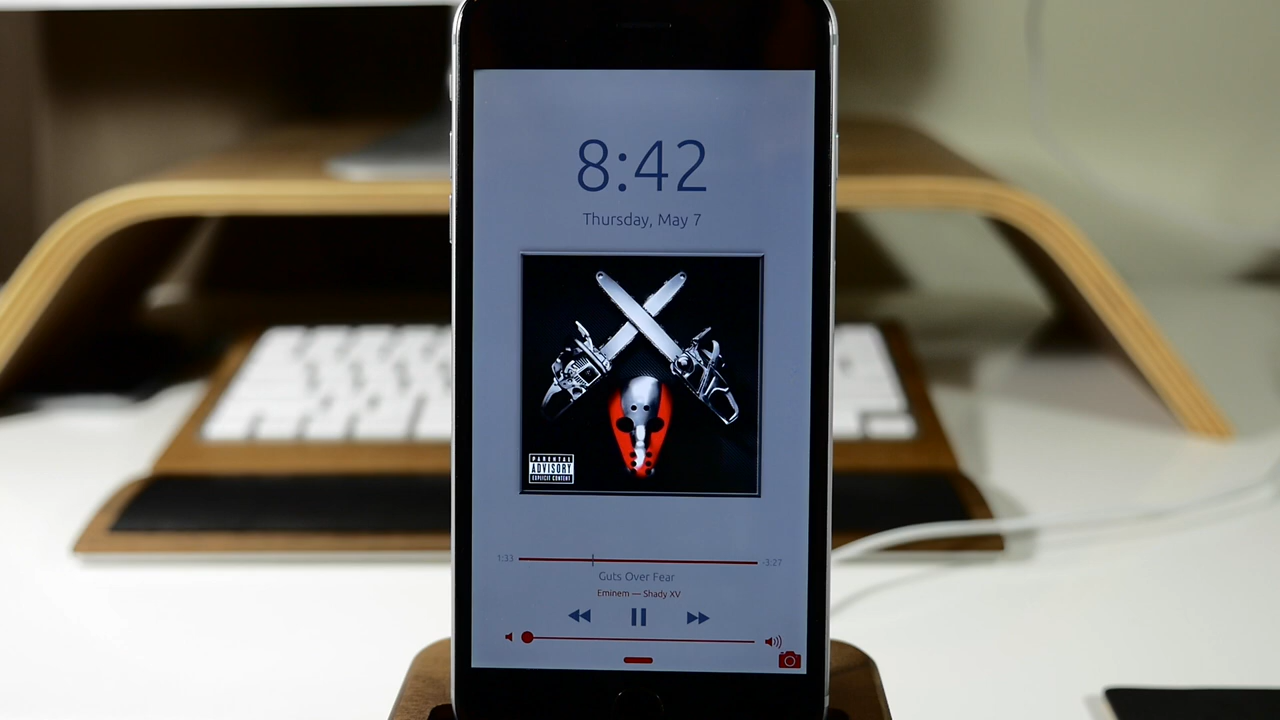 8:42
Thursday, May 7
PARENTAL
ADVISORY
EXPLICIT CONTENT
1:33
-3:27
Guts Over Fear
Eminem — Shady XV